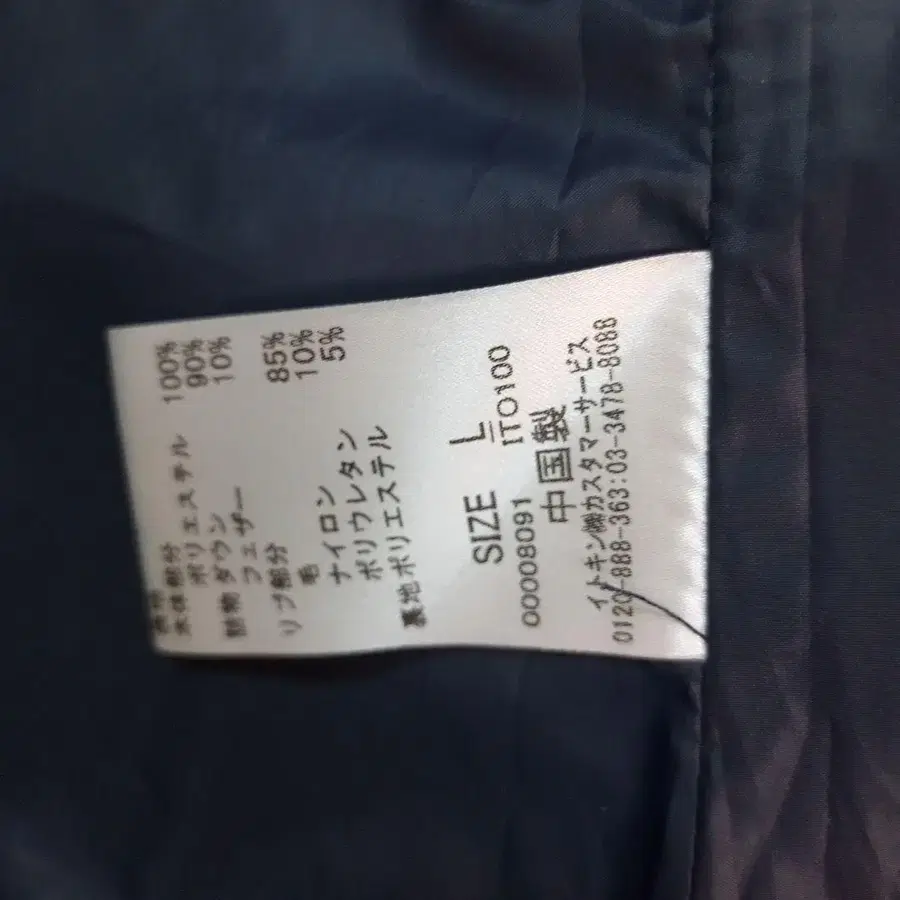 本体部分
ポリエステル 100%
詰物 ダウン 90%
フェザー 10%
リブ部分
毛 85%
ナイロン 10%
ポリウレタン 5%
裏地 ポリエステル
SIZE L
00008091 ITO100
中国製
イトキン㈱カスタマーサービス
0120-888-363:03-3478-8088